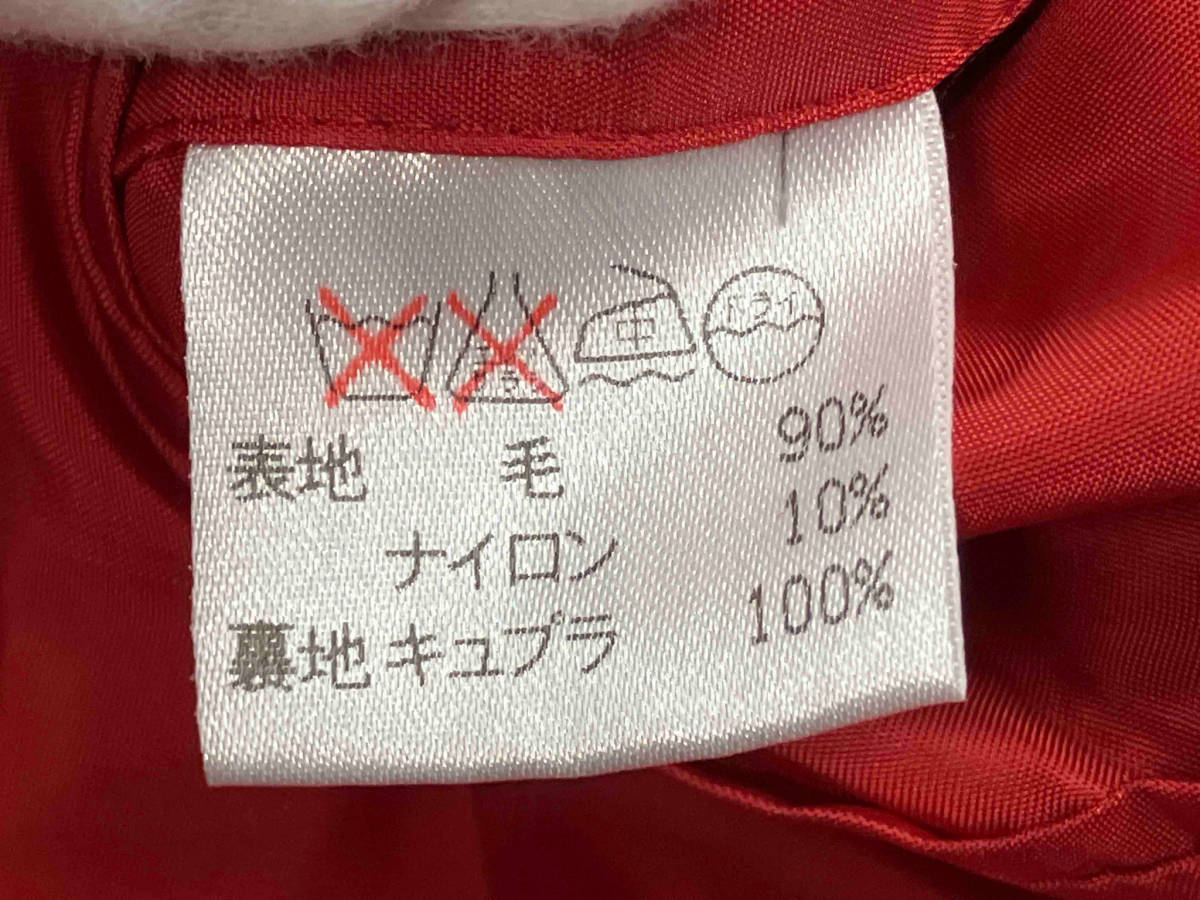 中 ドライ
表地 毛 90%
ナイロン 10%
裏地 キュプラ 100%